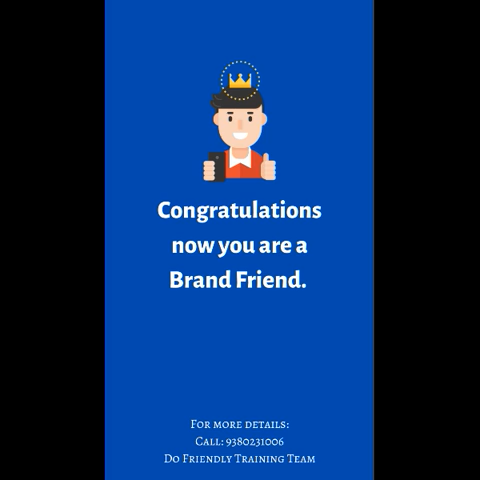 Congratulations
now you are a
Brand Friend.
For more details:
Call: 9380231006
Do Friendly Training Team